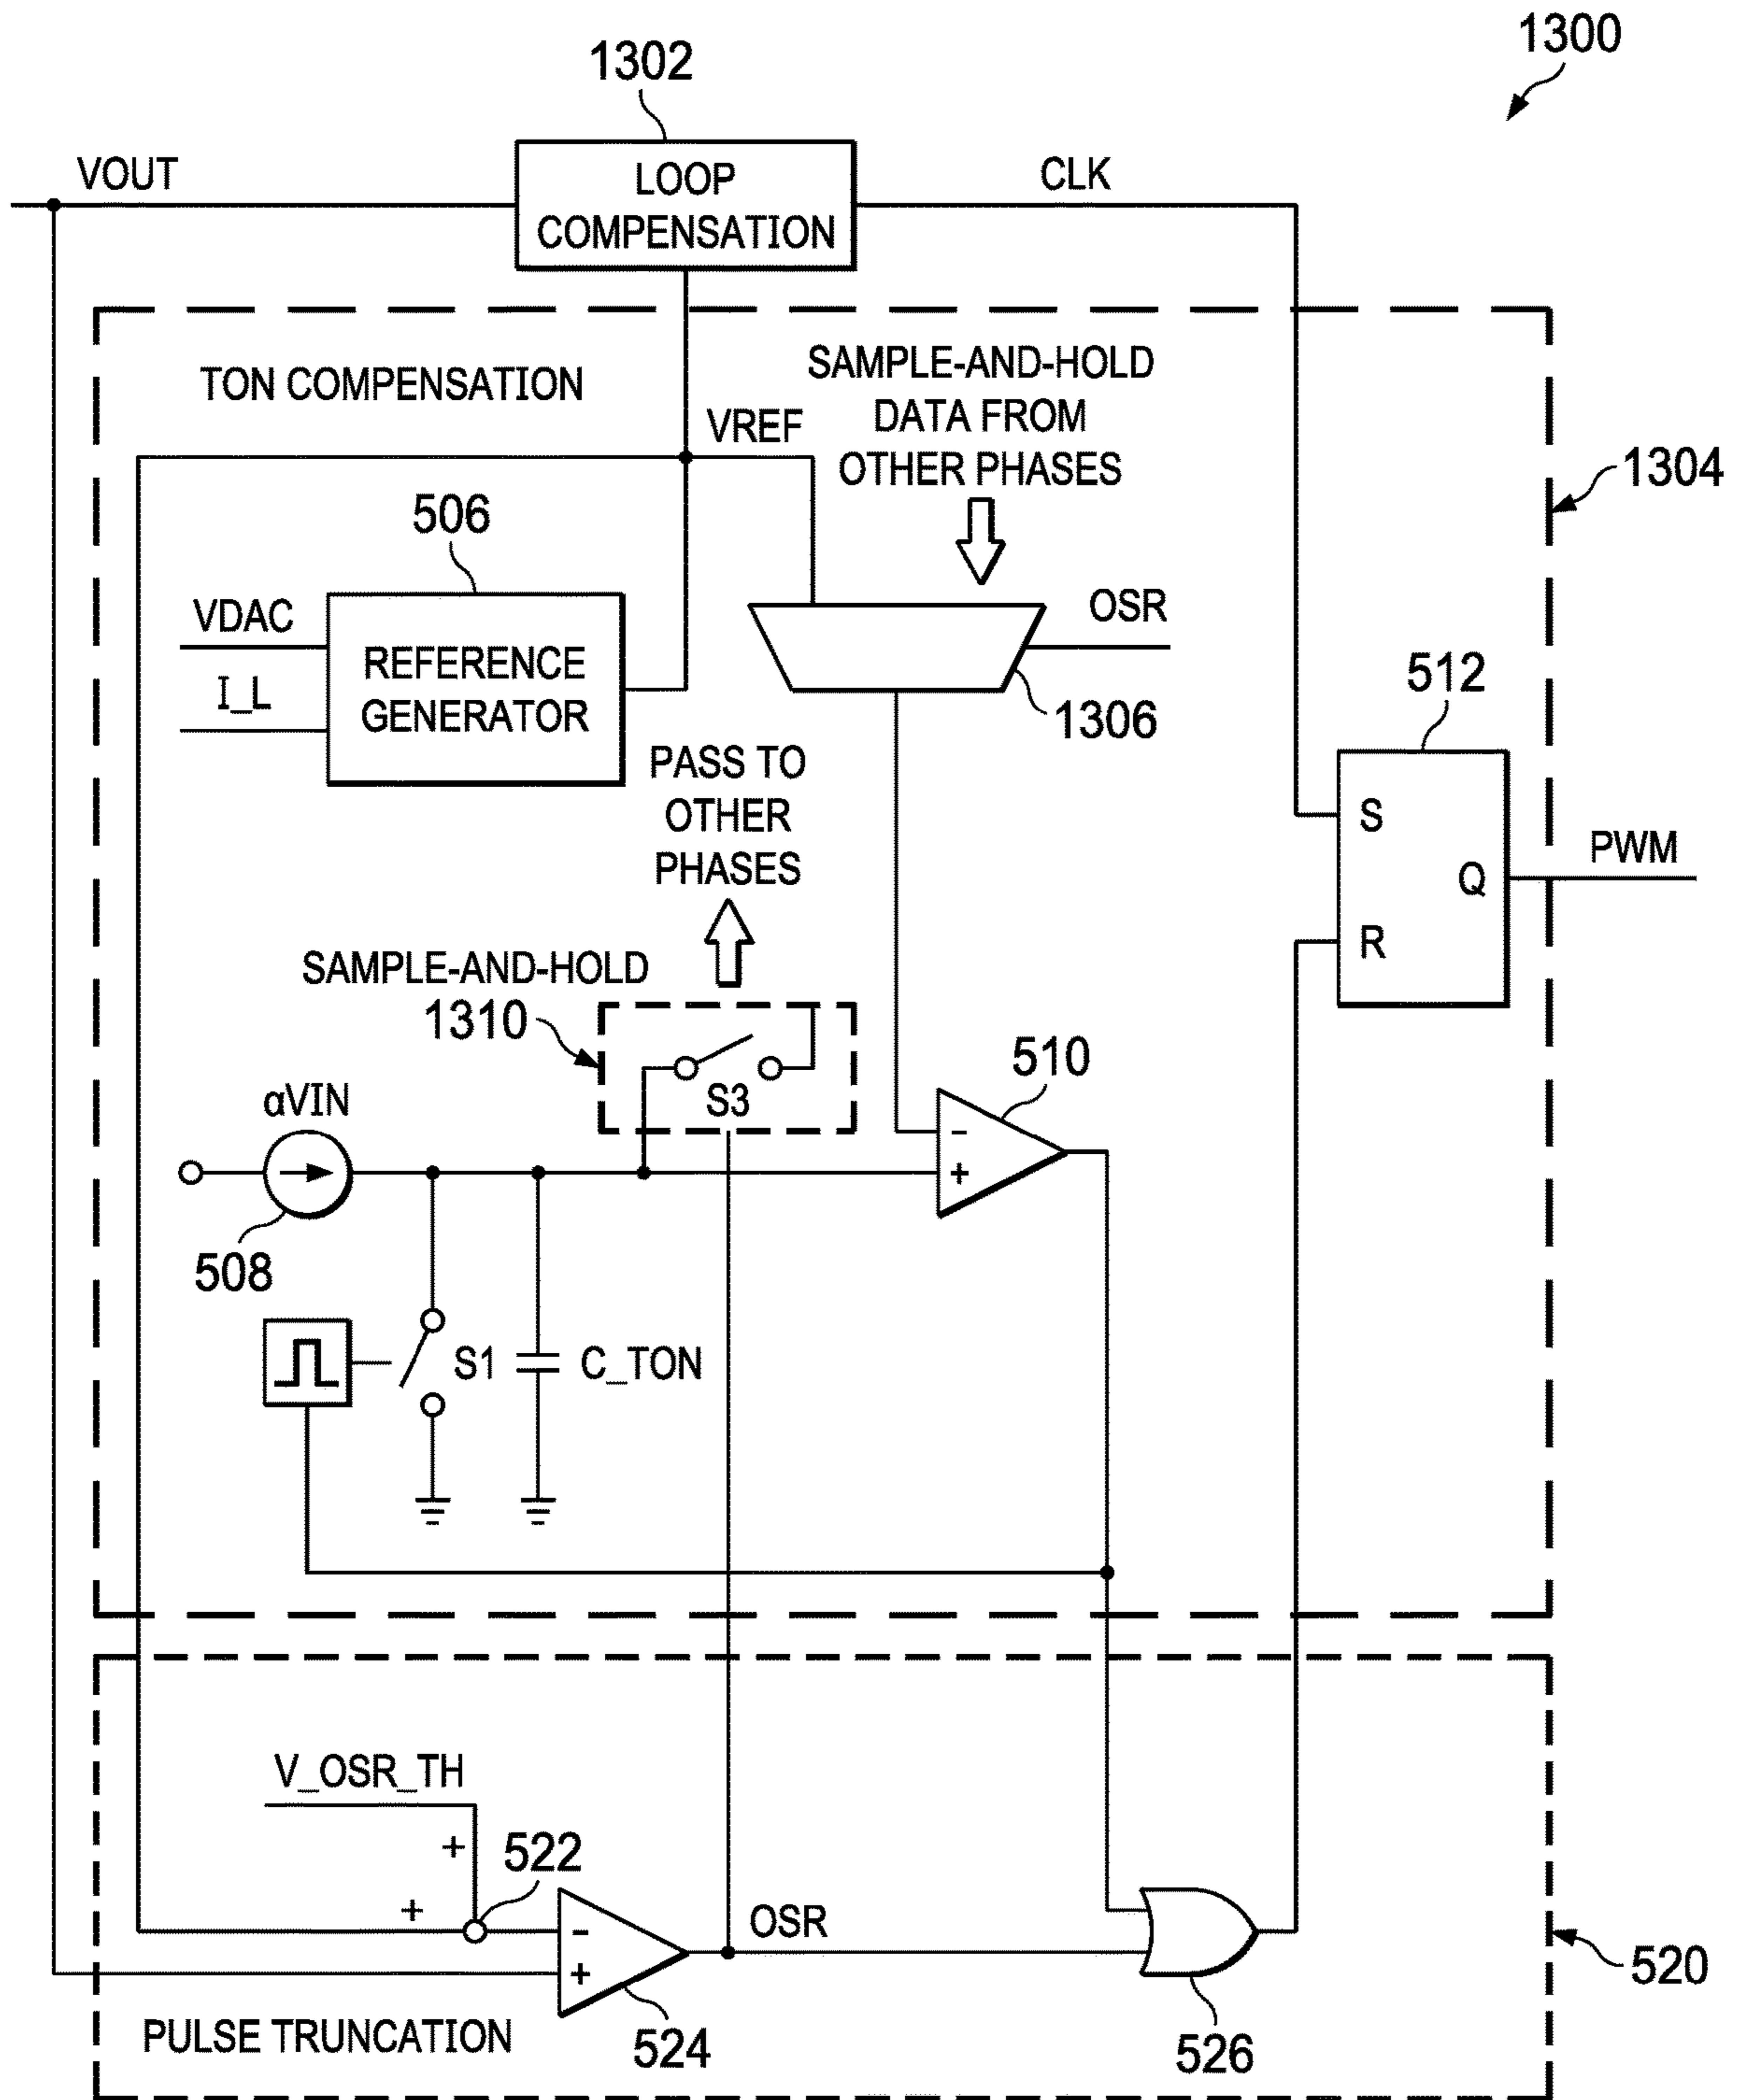 1300
1302
VOUT
LOOP
COMPENSATION
CLK
TON COMPENSATION
SAMPLE-AND-HOLD
DATA FROM
OTHER PHASES
VREF
1304
506
VDAC
I_L
REFERENCE
GENERATOR
OSR
1306
512
S
Q
R
PWM
PASS TO
OTHER
PHASES
SAMPLE-AND-HOLD
1310
S3
510
-
+
αVIN
508
S1
C_TON
V_OSR_TH
+
522
+
-
+
OSR
524
526
520
PULSE TRUNCATION